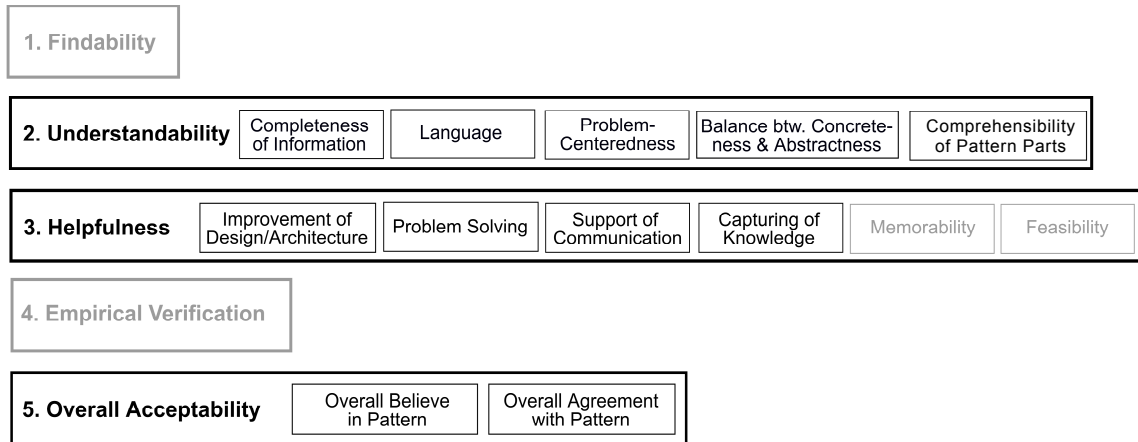 1. Findability
2. Understandability
Completeness
of Information
Language
Problem-
Centeredness
Balance btw. Concrete-
ness & Abstractness
Comprehensibility
of Pattern Parts
3. Helpfulness
Improvement of
Design/Architecture
Problem Solving
Support of
Communication
Capturing of
Knowledge
Memorability
Feasibility
4. Empirical Verification
5. Overall Acceptability
Overall Believe
in Pattern
Overall Agreement
with Pattern